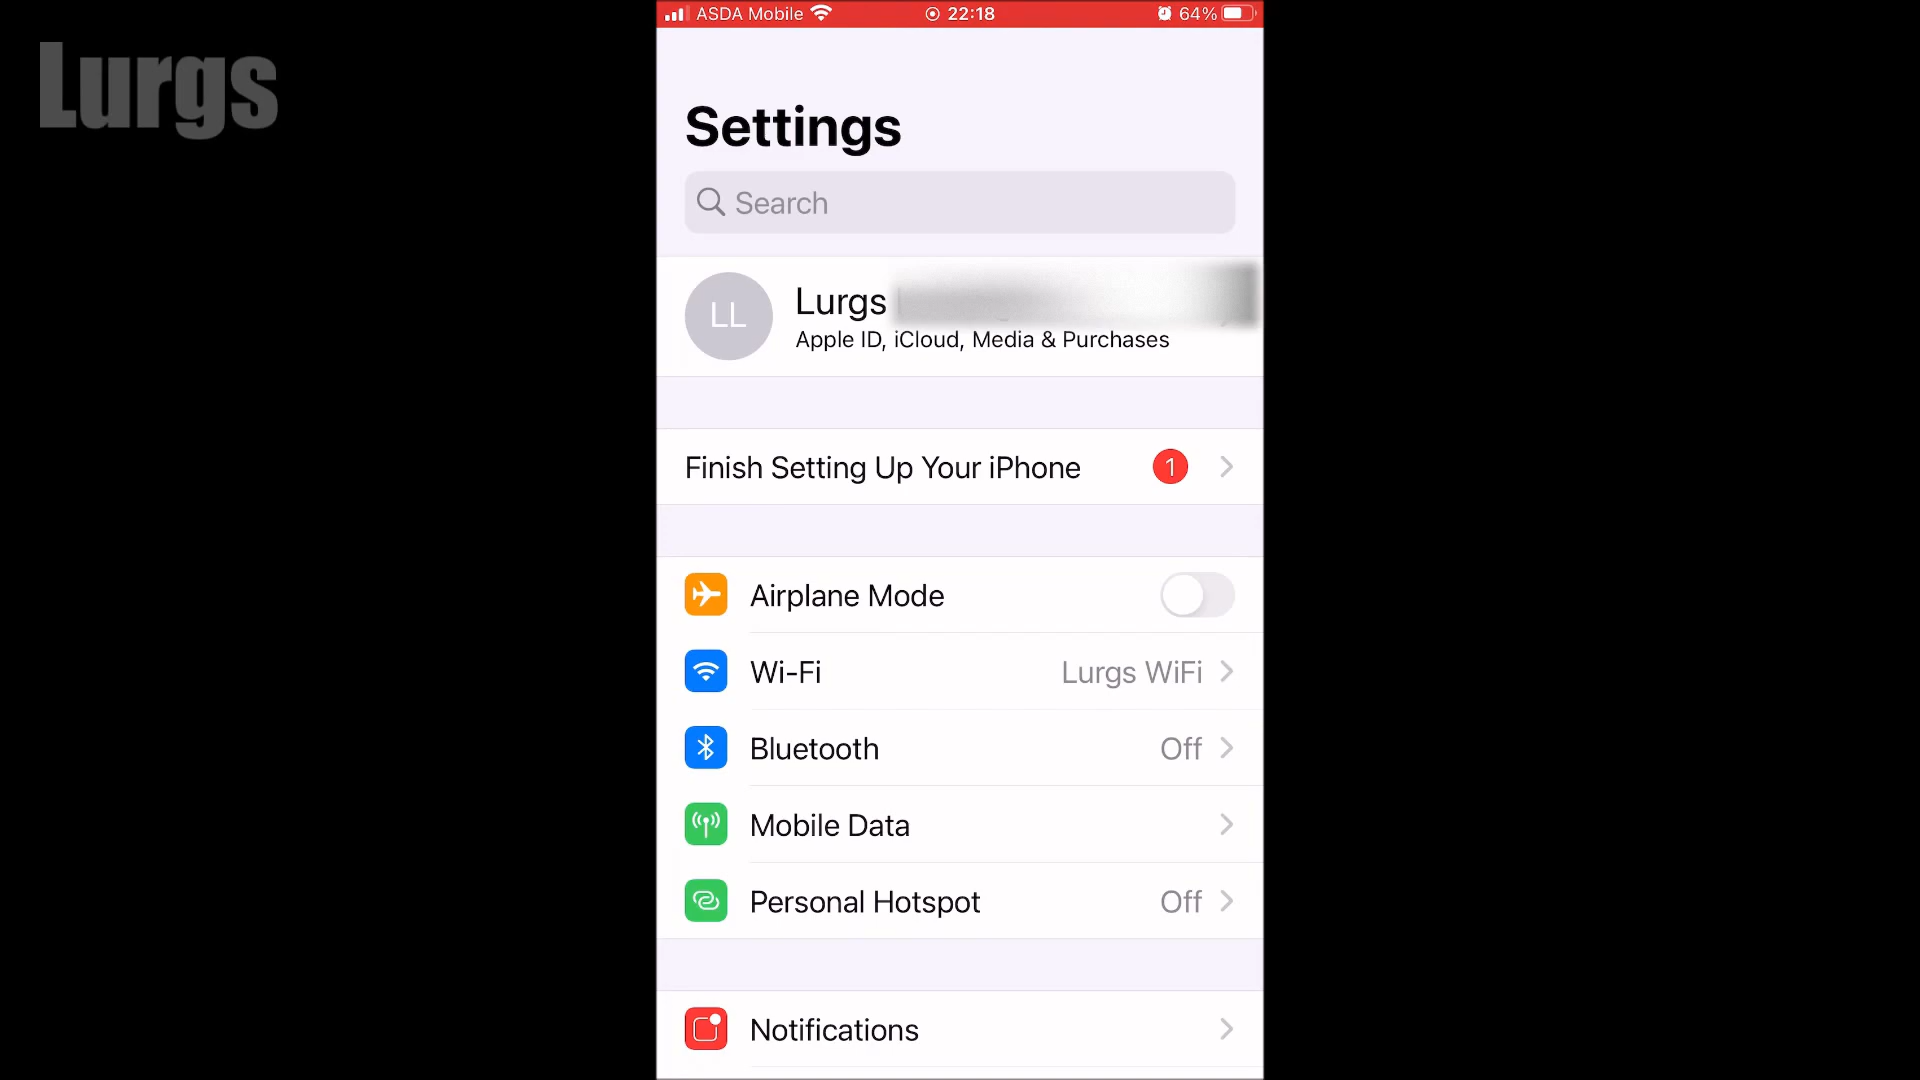 Lurgs
ASDA Mobile 22:18 64%
Settings
Search
LL
Lurgs
Apple ID, iCloud, Media & Purchases
Finish Setting Up Your iPhone 1
Airplane Mode
Wi-Fi Lurgs WiFi
Bluetooth Off
Mobile Data
Personal Hotspot Off
Notifications